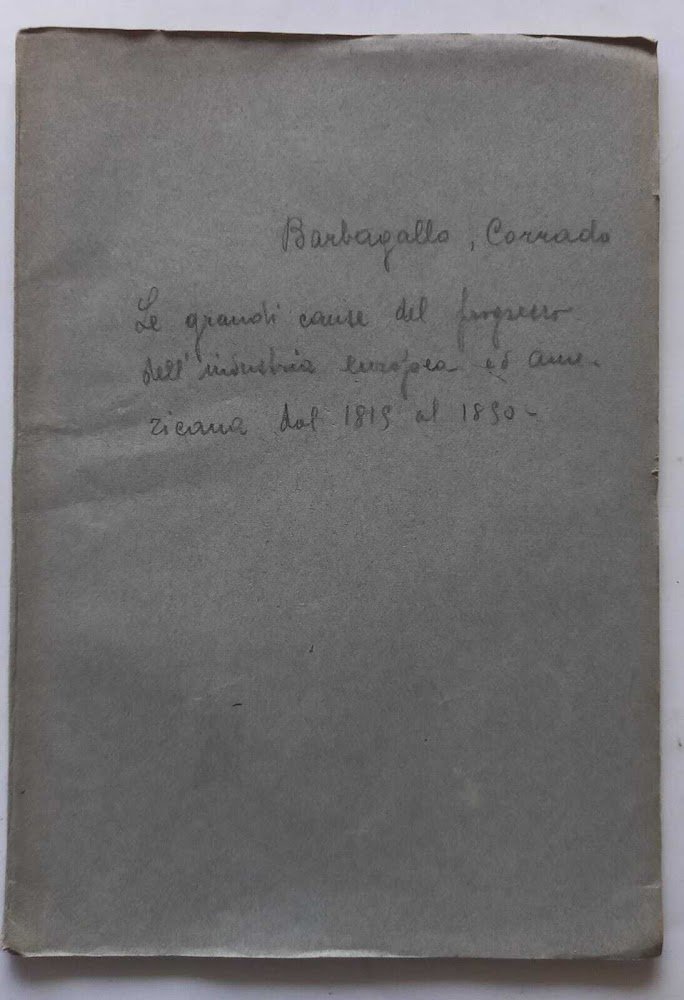 Barbagallo, Corrado
Le grandi cause del progresso
dell'industria europea ed ame-
ricana dal 1815 al 1850-